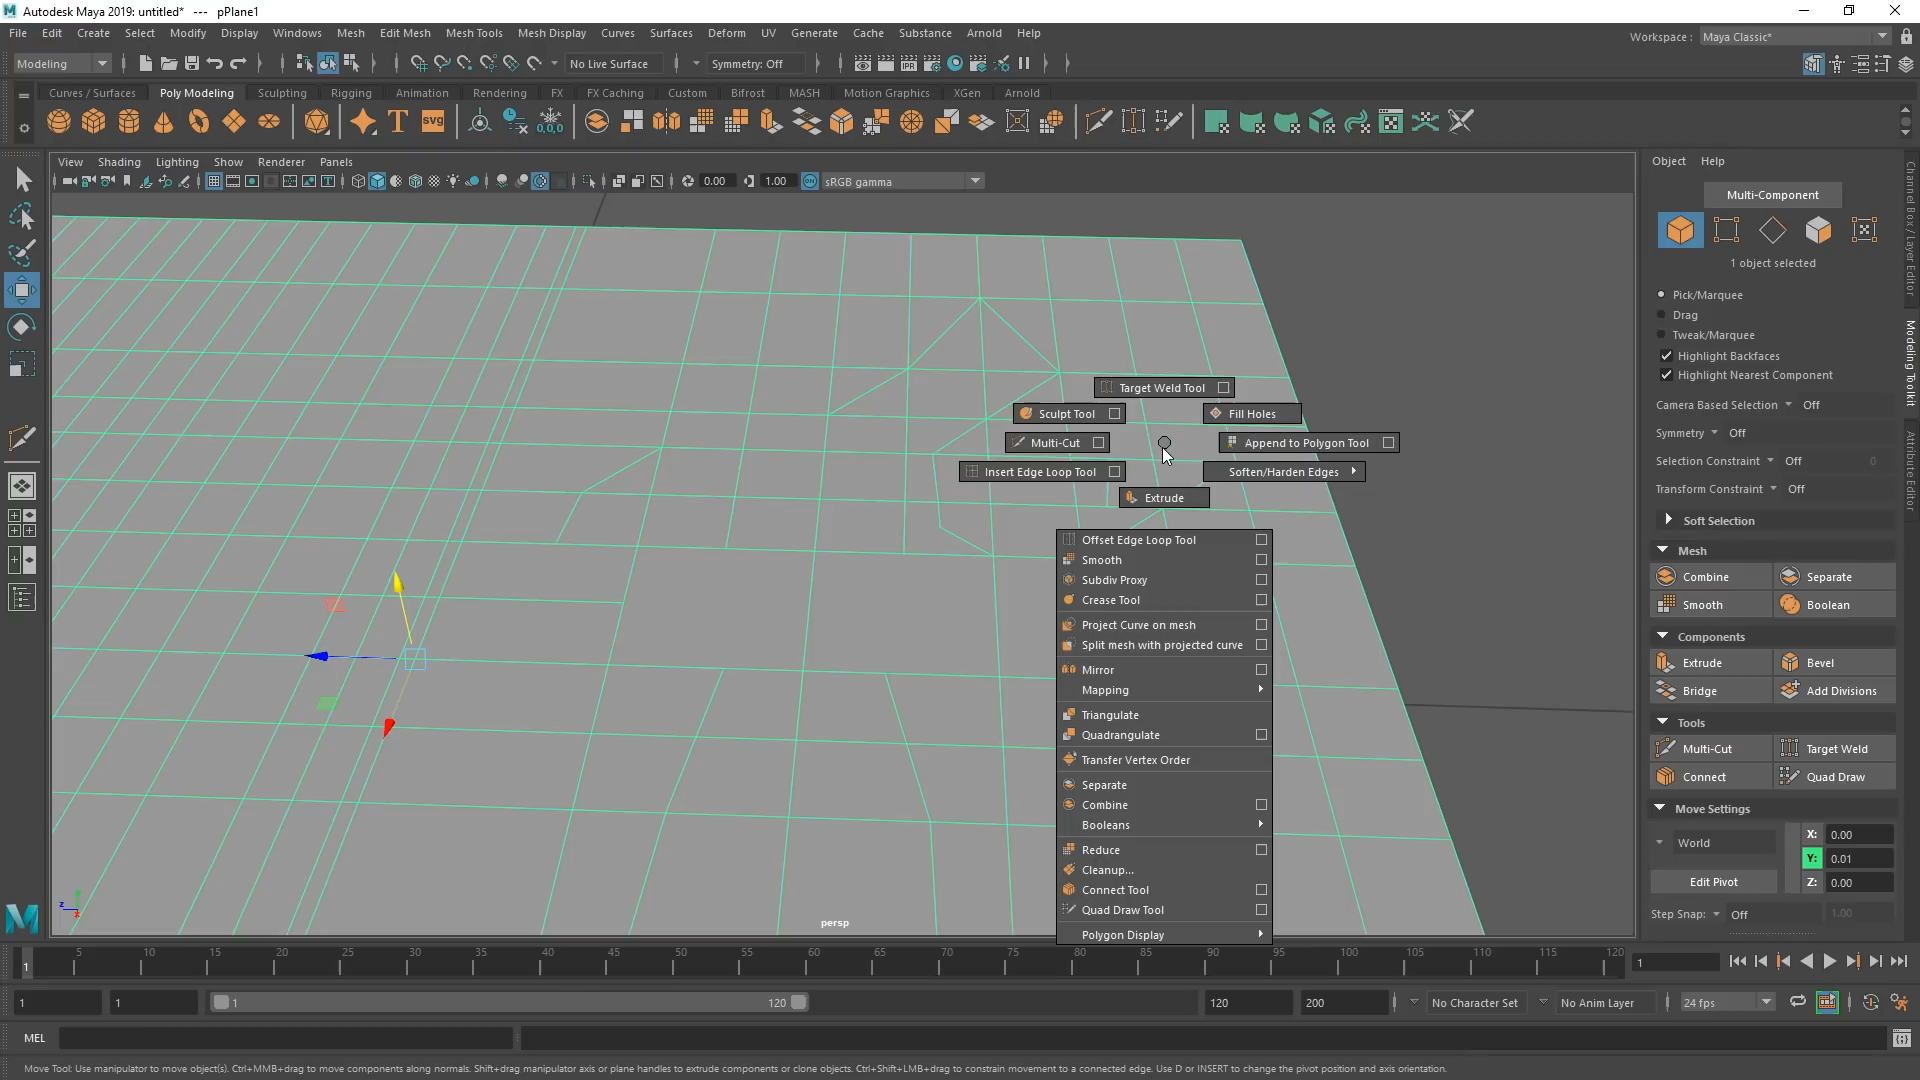 Autodesk Maya 2019: untitled* --- pPlane1
File Edit Create Select Modify Display Windows Mesh Edit Mesh Mesh Tools Mesh Display Curves Surfaces Deform UV Generate Cache Substance Arnold Help
Workspace : Maya Classic*
Modeling
No Live Surface
Symmetry: Off
Curves / Surfaces Poly Modeling Sculpting Rigging Animation Rendering FX FX Caching Custom Bifrost MASH Motion Graphics XGen Arnold
View Shading Lighting Show Renderer Panels
0.00 1.00 sRGB gamma
Object Help
Multi-Component
1 object selected
Pick/Marquee
Drag
Tweak/Marquee
Highlight Backfaces
Highlight Nearest Component
Camera Based Selection Off
Symmetry Off
Selection Constraint Off 0
Transform Constraint Off
Soft Selection
Mesh
Combine Separate
Smooth Boolean
Components
Extrude Bevel
Bridge Add Divisions
Tools
Multi-Cut Target Weld
Connect Quad Draw
Move Settings
World
X: 0.00
Y: 0.01
Edit Pivot
Z: 0.00
Step Snap: Off 1.00
Channel Box / Layer Editor
Modeling Toolkit
Attribute Editor
Target Weld Tool
Sculpt Tool Fill Holes
Multi-Cut Append to Polygon Tool
Insert Edge Loop Tool Soften/Harden Edges
Extrude
Offset Edge Loop Tool
Smooth
Subdiv Proxy
Crease Tool
Project Curve on mesh
Split mesh with projected curve
Mirror
Mapping
Triangulate
Quadrangulate
Transfer Vertex Order
Separate
Combine
Booleans
Reduce
Cleanup...
Connect Tool
Quad Draw Tool
Polygon Display
persp
1 5 10 15 20 25 30 35 40 45 50 55 60 65 70 75 80 85 90 95 100 105 110 115 120 1
1 1 1 120 120 200 No Character Set No Anim Layer 24 fps
MEL
Move Tool: Use manipulator to move object(s). Ctrl+MMB+drag to move components along normals. Shift+drag manipulator axis or plane handles to extrude components or clone objects. Ctrl+Shift+LMB+drag to constrain movement to a connected edge. Use D or INSERT to change the pivot position and axis orientation.